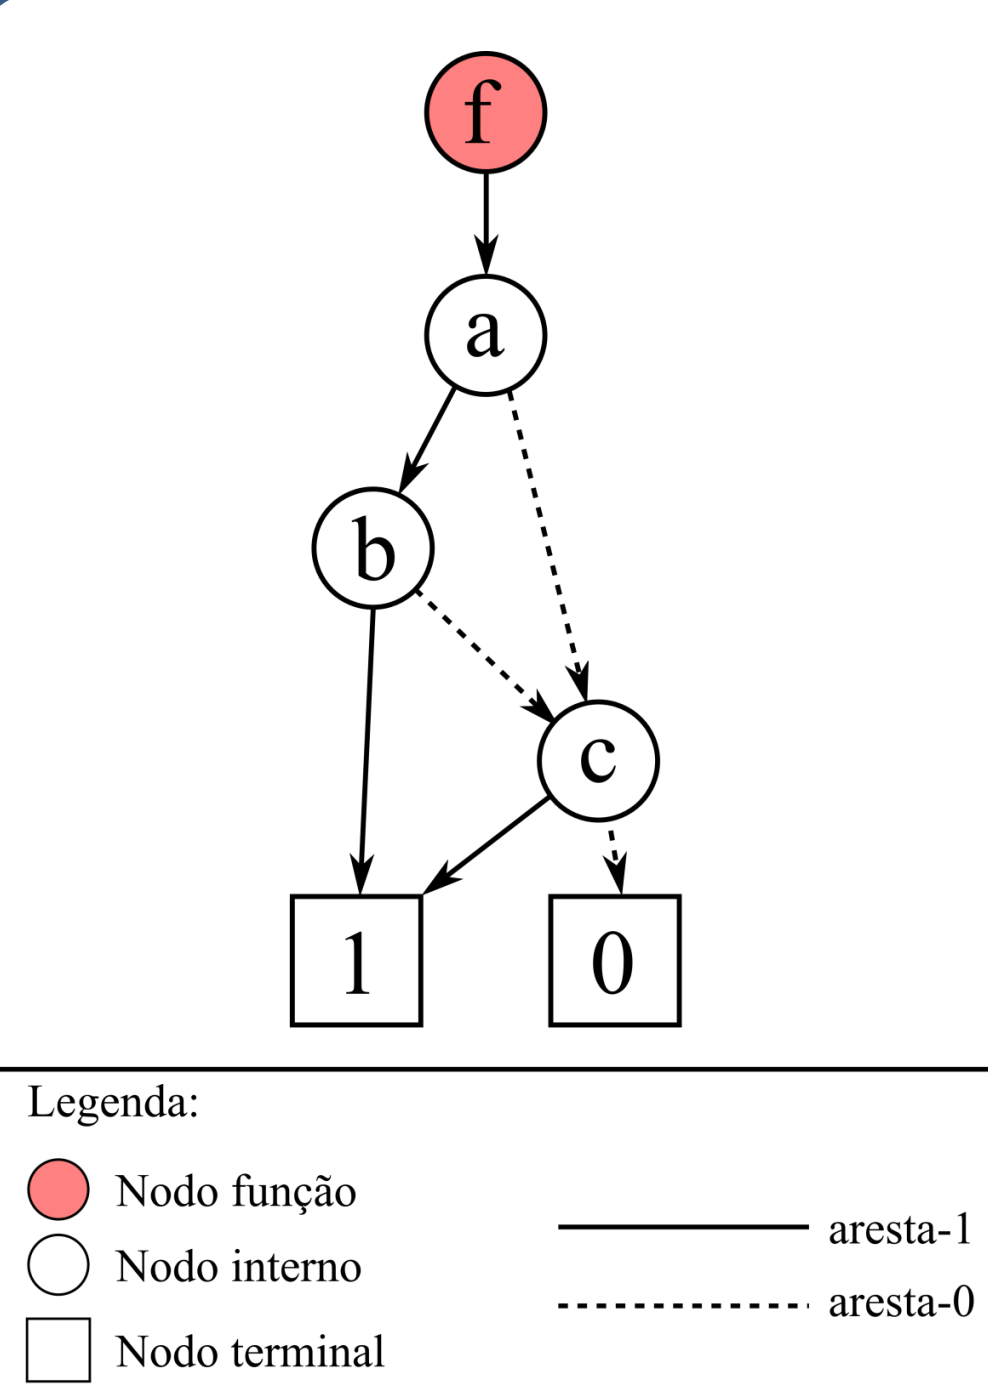 f
a
b
c
1
0
Legenda:
Nodo função
Nodo interno
Nodo terminal
aresta-1
aresta-0